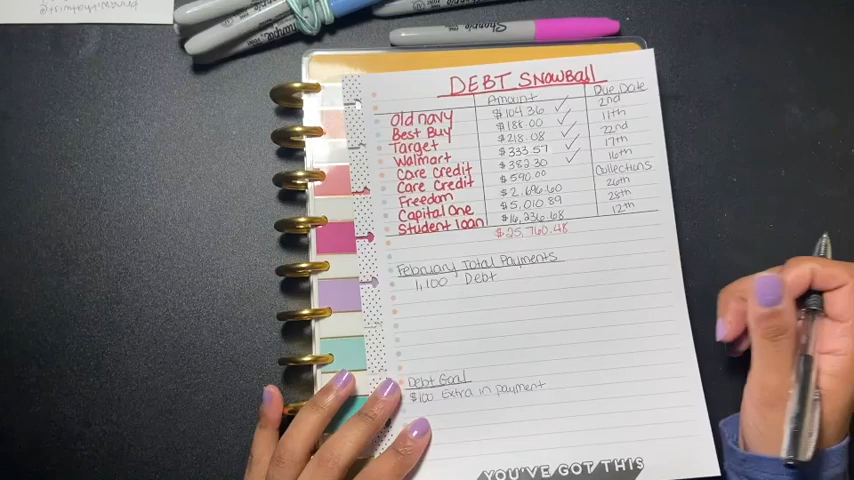 @prowithchatwist
Sharpie
Sharpie
DEBT SNOWBALL
Amount Due Date
Old navy $104.36 ✓ 2nd
Best Buy $188.00 ✓ 11th
Target $218.08 ✓ 22nd
Walmart $333.57 ✓ 17th
Care Credit $382.30 ✓ 16th
Care Credit $590.00 Collections
Freedom $2,696.60 26th
Capital One $5,010.89 28th
Student loan $16,236.68 12th
$25,760.48
February Total Payments
1,100 Debt
Debt Goal
$100 Extra in payment
YOU'VE GOT THIS